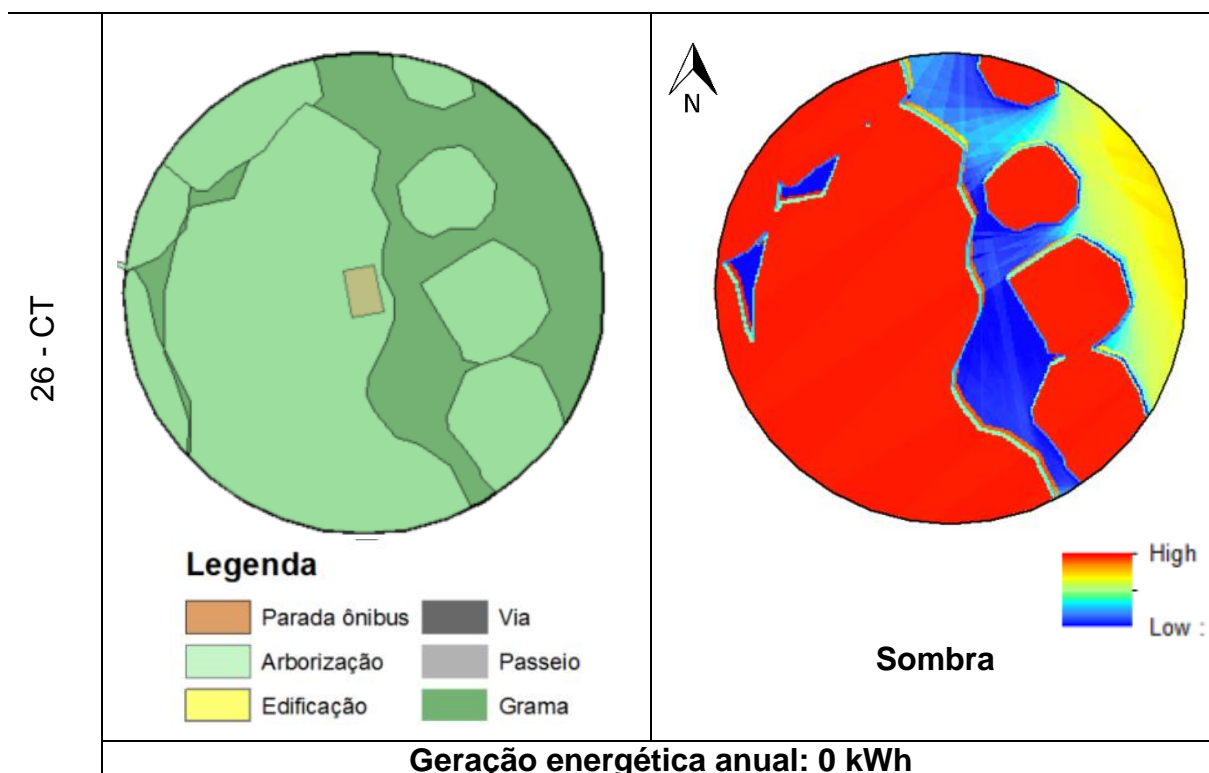 26 - CT
N
Legenda
Parada ônibus
Via
Arborização
Passeio
Edificação
Grama
High
Low :
Sombra
Geração energética anual: 0 kWh